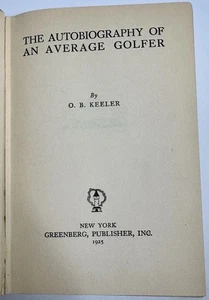 THE AUTOBIOGRAPHY OF
AN AVERAGE GOLFER
By
O. B. KEELER
NEW YORK
GREENBERG, PUBLISHER, INC.
1925